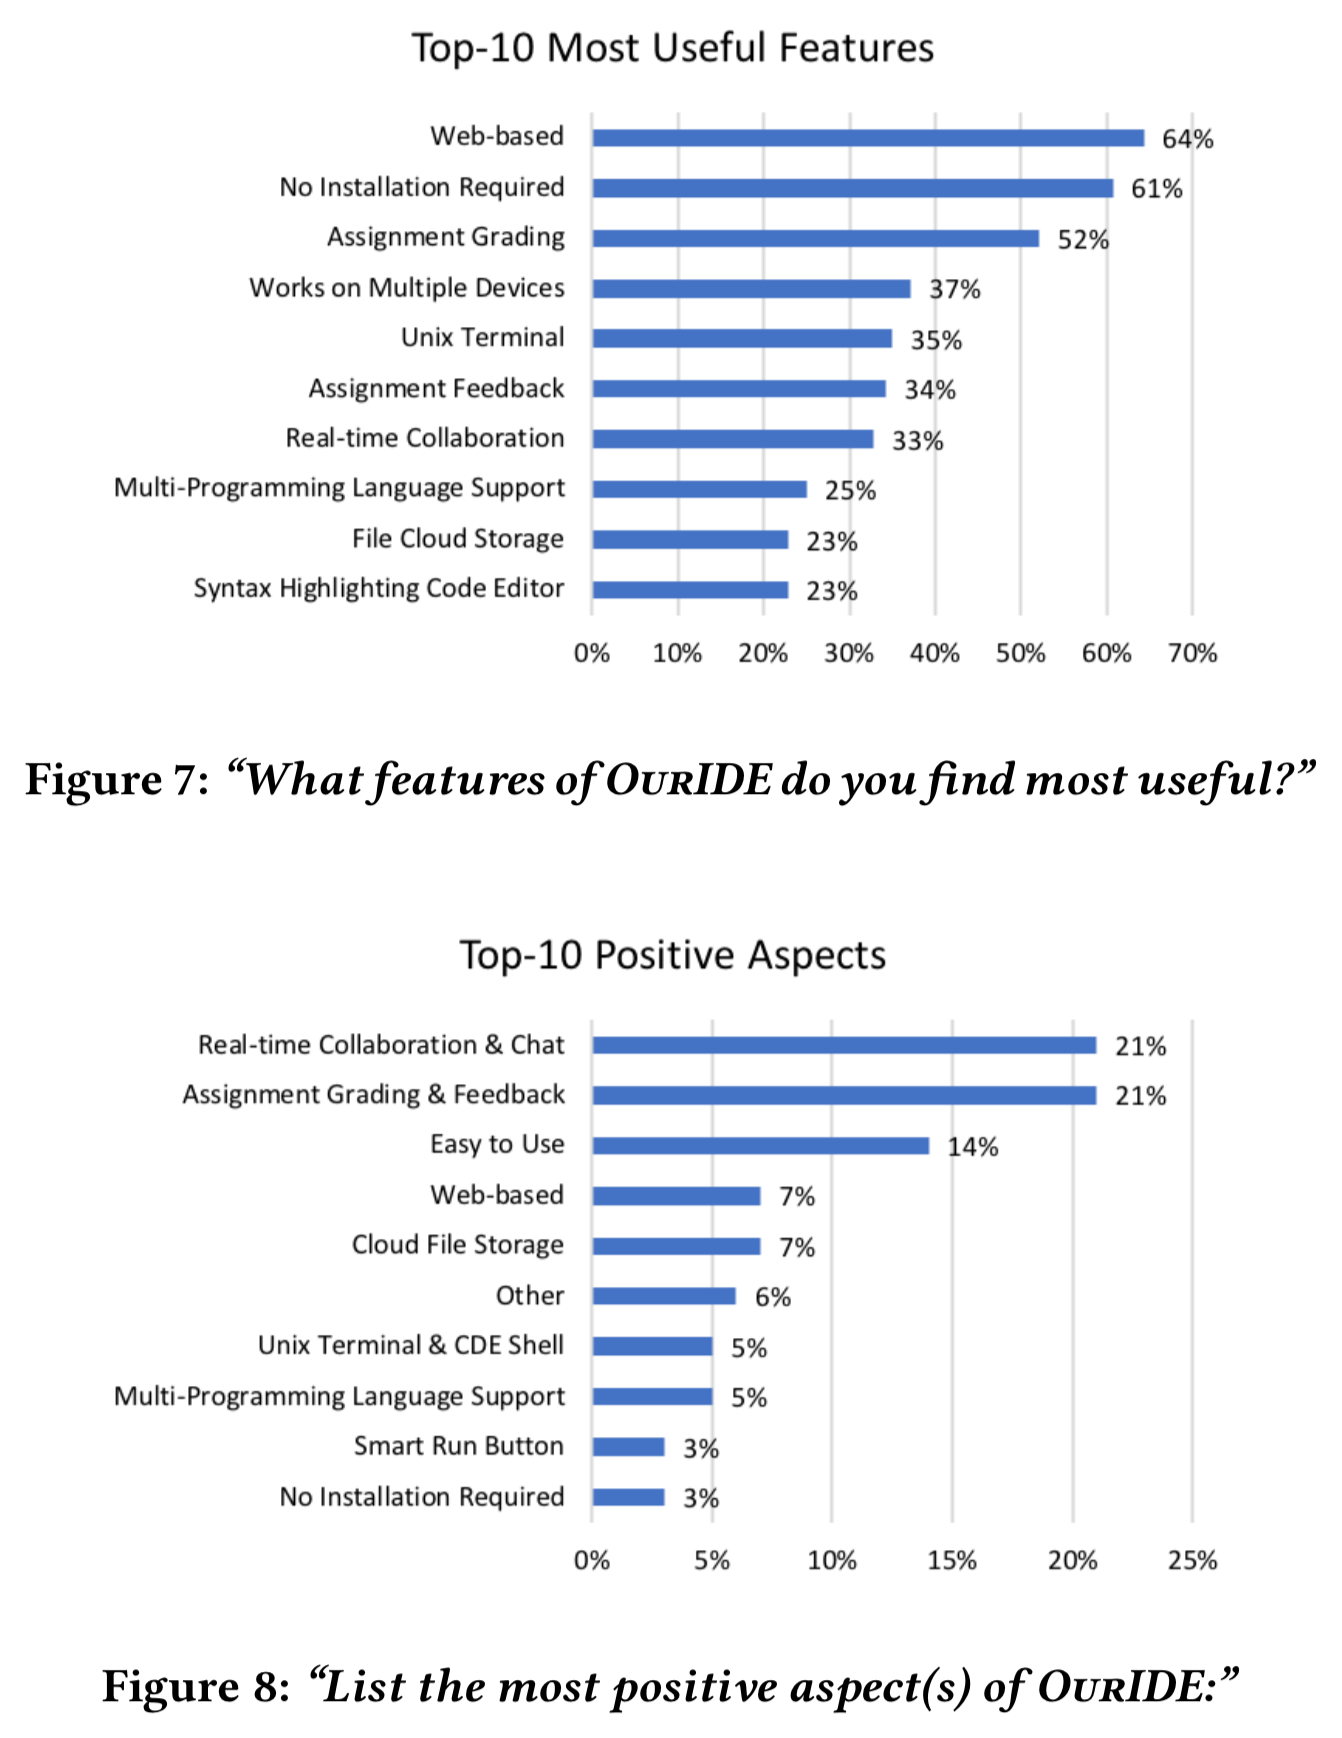 Top-10 Most Useful Features
Web-based 64%
No Installation Required 61%
Assignment Grading 52%
Works on Multiple Devices 37%
Unix Terminal 35%
Assignment Feedback 34%
Real-time Collaboration 33%
Multi-Programming Language Support 25%
File Cloud Storage 23%
Syntax Highlighting Code Editor 23%
0% 10% 20% 30% 40% 50% 60% 70%
Figure 7: “What features of OurIDE do you find most useful?”
Top-10 Positive Aspects
Real-time Collaboration & Chat 21%
Assignment Grading & Feedback 21%
Easy to Use 14%
Web-based 7%
Cloud File Storage 7%
Other 6%
Unix Terminal & CDE Shell 5%
Multi-Programming Language Support 5%
Smart Run Button 3%
No Installation Required 3%
0% 5% 10% 15% 20% 25%
Figure 8: “List the most positive aspect(s) of OurIDE:”